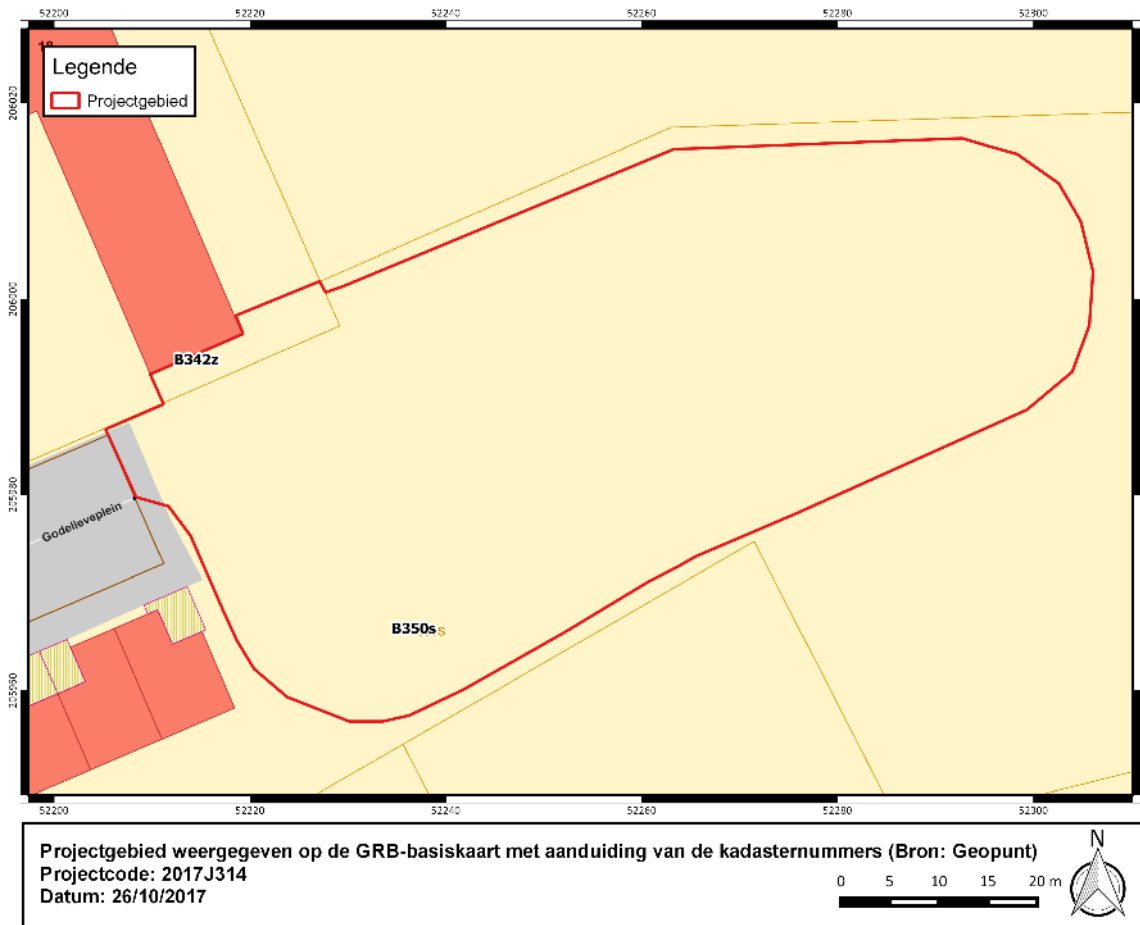 52200 52220 52240 52260 52280 52300
18
Legende
Projectgebied
206020
206000
205980
205960
B342z
Godelieveplein
B350s
52200 52220 52240 52260 52280 52300
Projectgebied weergegeven op de GRB-basiskaart met aanduiding van de kadasternummers (Bron: Geopunt)
Projectcode: 2017J314
Datum: 26/10/2017
0 5 10 15 20 m
N